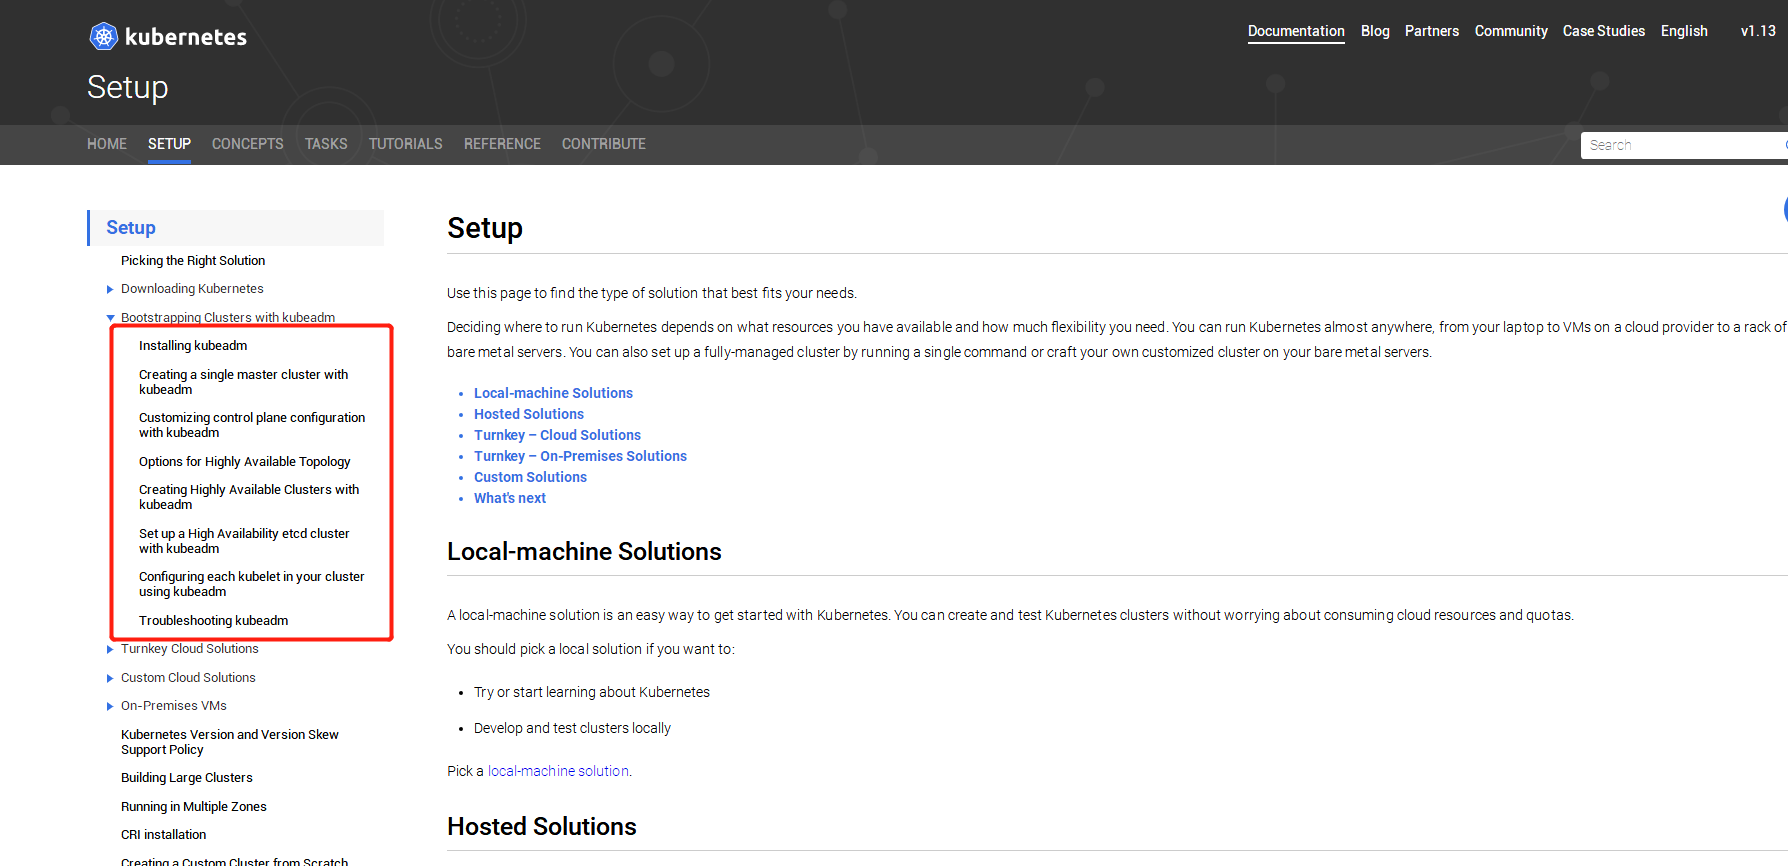 kubernetes
Documentation Blog Partners Community Case Studies English v1.13
Setup
HOME SETUP CONCEPTS TASKS TUTORIALS REFERENCE CONTRIBUTE
Search
Setup
Picking the Right Solution
Downloading Kubernetes
Bootstrapping Clusters with kubeadm
Installing kubeadm
Creating a single master cluster with
kubeadm
Customizing control plane configuration
with kubeadm
Options for Highly Available Topology
Creating Highly Available Clusters with
kubeadm
Set up a High Availability etcd cluster
with kubeadm
Configuring each kubelet in your cluster
using kubeadm
Troubleshooting kubeadm
Turnkey Cloud Solutions
Custom Cloud Solutions
On-Premises VMs
Kubernetes Version and Version Skew
Support Policy
Building Large Clusters
Running in Multiple Zones
CRI installation
Creating a Custom Cluster from Scratch
Setup
Use this page to find the type of solution that best fits your needs.
Deciding where to run Kubernetes depends on what resources you have available and how much flexibility you need. You can run Kubernetes almost anywhere, from your laptop to VMs on a cloud provider to a rack of
bare metal servers. You can also set up a fully-managed cluster by running a single command or craft your own customized cluster on your bare metal servers.
• Local-machine Solutions
• Hosted Solutions
• Turnkey – Cloud Solutions
• Turnkey – On-Premises Solutions
• Custom Solutions
• What's next
Local-machine Solutions
A local-machine solution is an easy way to get started with Kubernetes. You can create and test Kubernetes clusters without worrying about consuming cloud resources and quotas.
You should pick a local solution if you want to:
• Try or start learning about Kubernetes
• Develop and test clusters locally
Pick a local-machine solution.
Hosted Solutions